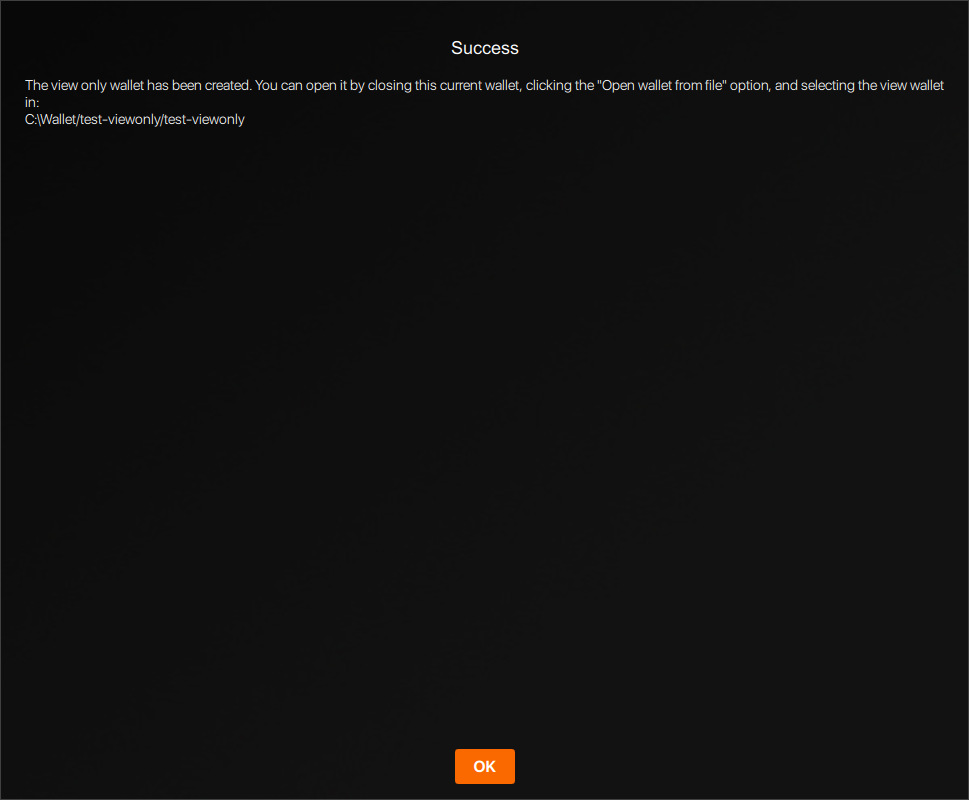 Success
The view only wallet has been created. You can open it by closing this current wallet, clicking the "Open wallet from file" option, and selecting the view wallet
in:
C:\Wallet/test-viewonly/test-viewonly
OK